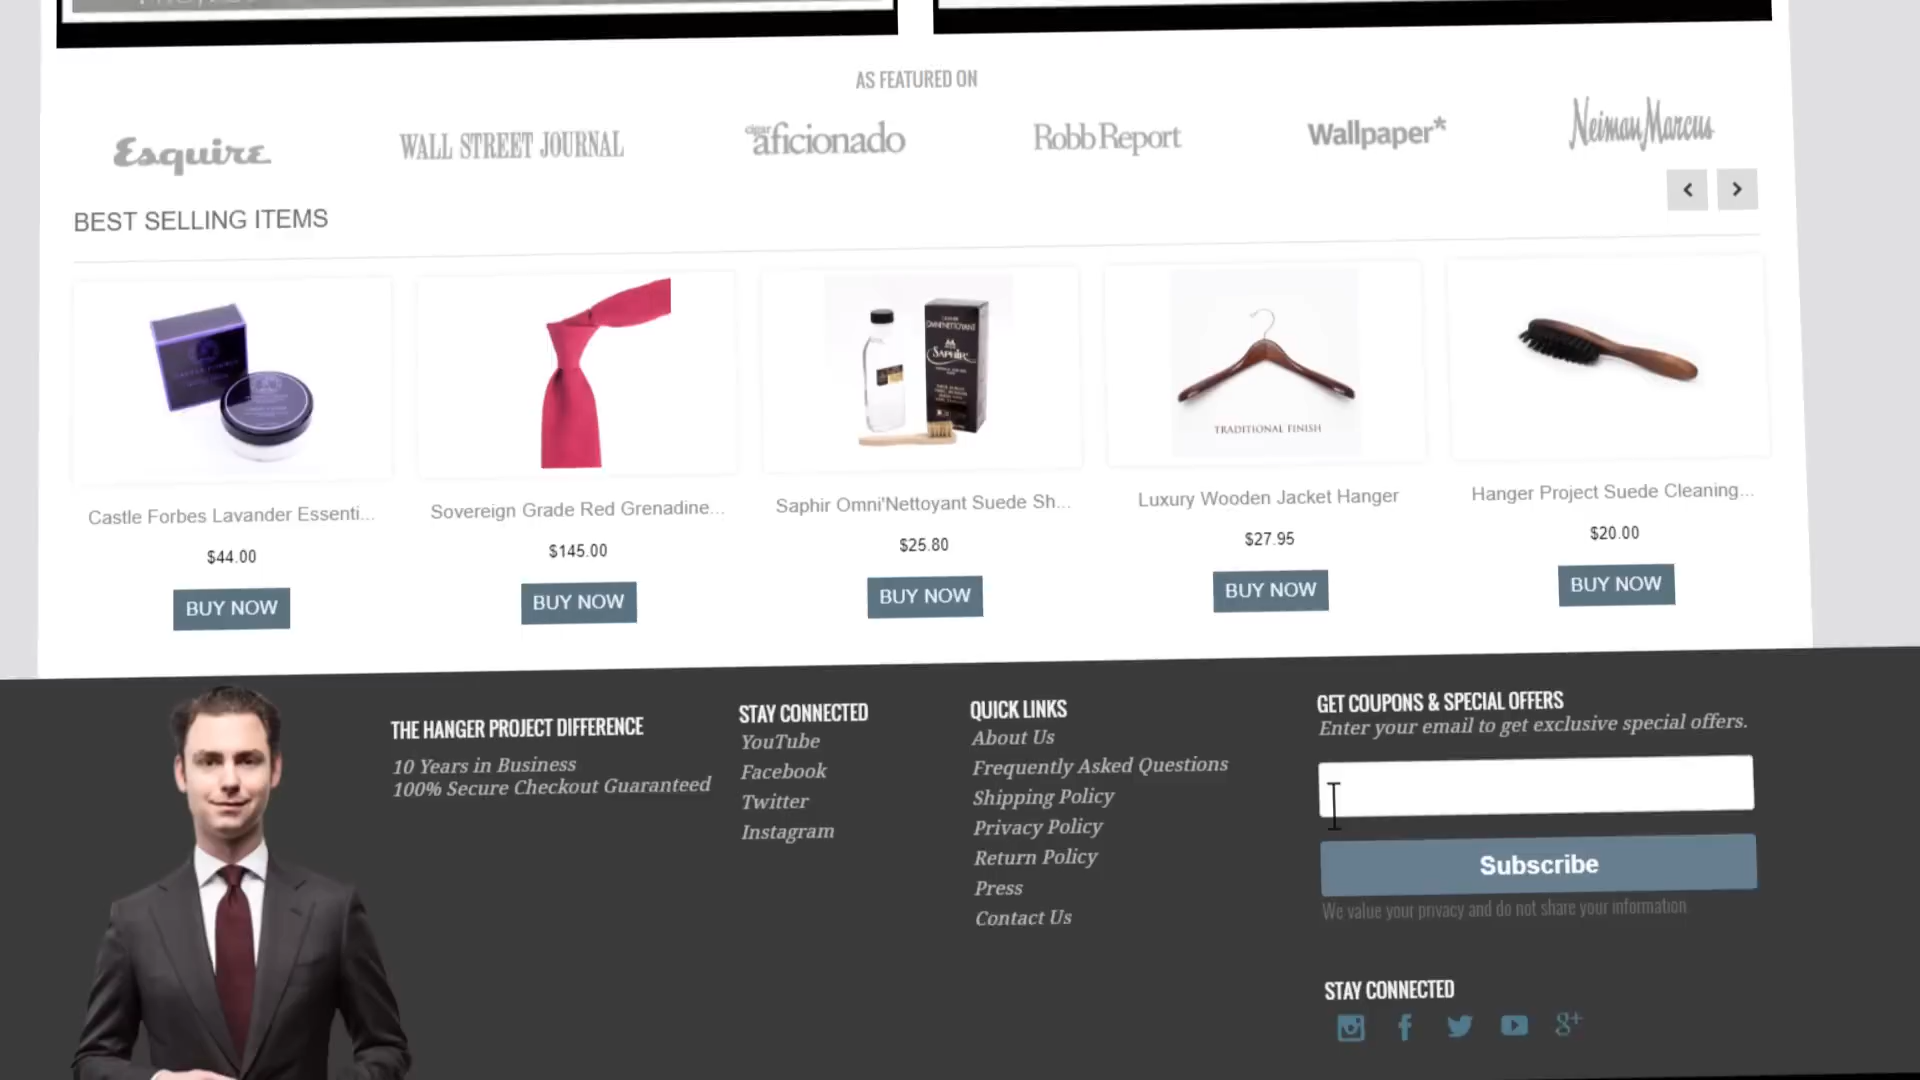 AS FEATURED ON
Esquire
WALL STREET JOURNAL
cigar aficionado
Robb Report
Wallpaper*
Neiman Marcus
BEST SELLING ITEMS
OMNI'NETTOYANT
SAPHIR
TRADITIONAL FINISH
Castle Forbes Lavander Essenti...
$44.00
BUY NOW
Sovereign Grade Red Grenadine...
$145.00
BUY NOW
Saphir Omni'Nettoyant Suede Sh...
$25.80
BUY NOW
Luxury Wooden Jacket Hanger
$27.95
BUY NOW
Hanger Project Suede Cleaning...
$20.00
BUY NOW
THE HANGER PROJECT DIFFERENCE
10 Years in Business
100% Secure Checkout Guaranteed
STAY CONNECTED
YouTube
Facebook
Twitter
Instagram
QUICK LINKS
About Us
Frequently Asked Questions
Shipping Policy
Privacy Policy
Return Policy
Press
Contact Us
GET COUPONS & SPECIAL OFFERS
Enter your email to get exclusive special offers.
Subscribe
We value your privacy and do not share your information
STAY CONNECTED